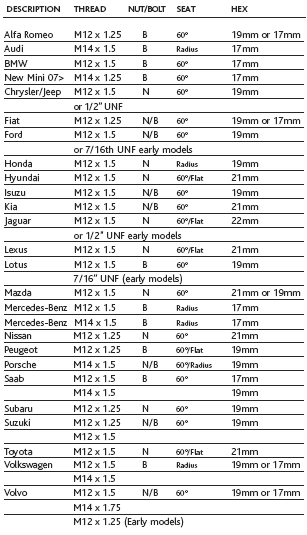 DESCRIPTION THREAD NUT/BOLT SEAT HEX
Alfa Romeo M12 x 1.25 B 60° 19mm or 17mm
Audi M14 x 1.5 B Radius 17mm
BMW M12 x 1.5 B 60° 17mm
New Mini 07> M14 x 1.25 B 60° 17mm
Chrysler/Jeep M12 x 1.5 N 60° 19mm
or 1/2" UNF
Fiat M12 x 1.25 N/B 60° 19mm or 17mm
Ford M12 x 1.5 N/B 60° 19mm
or 7/16th UNF early models
Honda M12 x 1.5 N Radius 19mm
Hyundai M12 x 1.5 N 60°/Flat 21mm
Isuzu M12 x 1.5 N/B 60° 19mm
Kia M12 x 1.5 N/B 60° 21mm
Jaguar M12 x 1.5 N 60°/Flat 22mm
or 1/2" UNF early models
Lexus M12 x 1.5 N 60°/Flat 21mm
Lotus M12 x 1.5 B 60° 19mm
7/16" UNF (early models)
Mazda M12 x 1.5 N 60° 21mm or 19mm
Mercedes-Benz M12 x 1.5 B Radius 17mm
Mercedes-Benz M14 x 1.5 B Radius 17mm
Nissan M12 x 1.25 N 60° 21mm
Peugeot M12 x 1.25 B 60°/Flat 19mm
Porsche M14 x 1.5 N/B 60°/Radius 19mm
Saab M12 x 1.5 B 60° 17mm
M14 x 1.5 19mm
Subaru M12 x 1.25 N 60° 19mm
Suzuki M12 x 1.25 N/B 60° 19mm
M12 x 1.5
Toyota M12 x 1.5 N 60°/Flat 21mm
Volkswagen M12 x 1.5 B Radius 19mm or 17mm
M14 x 1.5
Volvo M12 x 1.5 N/B 60° 19mm or 17mm
M14 x 1.75
M12 x 1.25 (Early models)